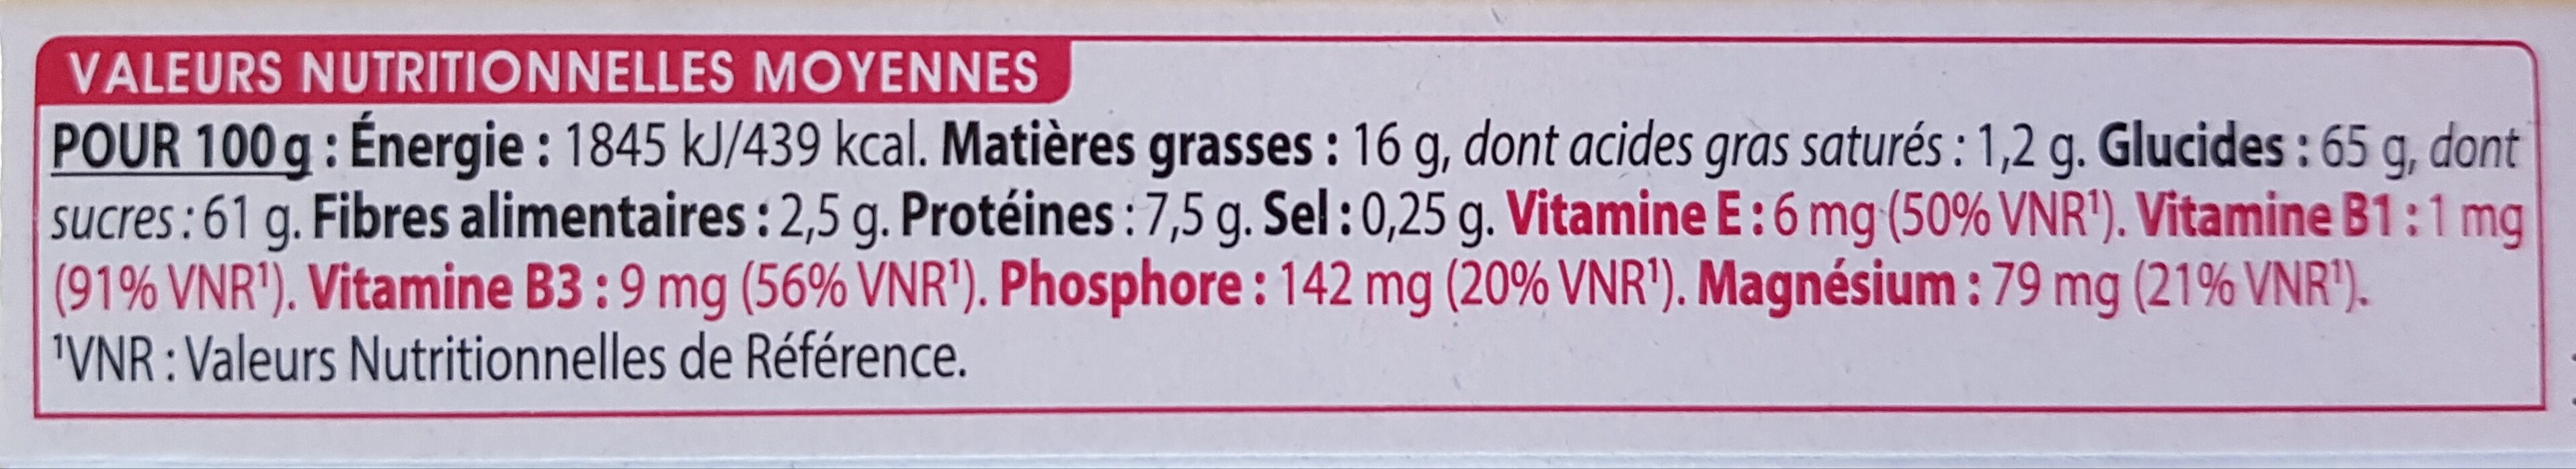 VALEURS NUTRITIONNELLES MOYENNES
POUR 100g : Énergie : 1845 kJ/439 kcal. Matières grasses : 16 g, dont acides gras saturés : 1,2 g. Glucides : 65 g, dont
sucres : 61 g. Fibres alimentaires : 2,5 g. Protéines : 7,5 g. Sel : 0,25 g. Vitamine E : 6 mg (50% VNR¹). Vitamine B1 : 1 mg
(91% VNR¹). Vitamine B3 : 9 mg (56% VNR¹). Phosphore : 142 mg (20% VNR¹). Magnésium : 79 mg (21% VNR¹).
¹VNR : Valeurs Nutritionnelles de Référence.